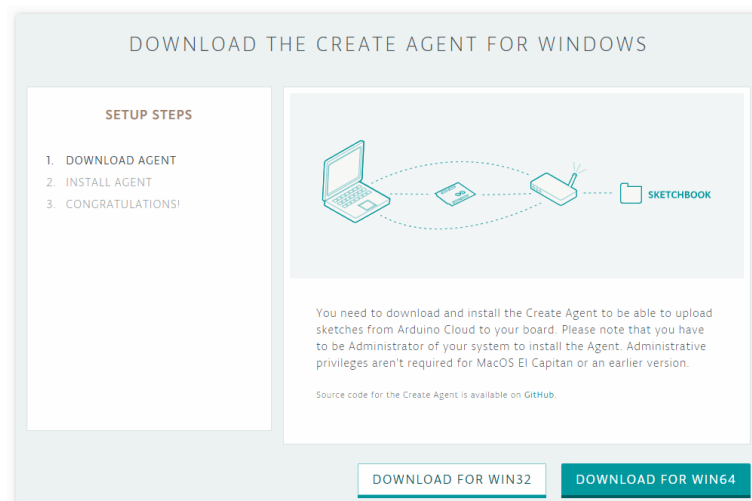 DOWNLOAD THE CREATE AGENT FOR WINDOWS
SETUP STEPS
1. DOWNLOAD AGENT
2. INSTALL AGENT
3. CONGRATULATIONS!
SKETCHBOOK
You need to download and install the Create Agent to be able to upload
sketches from Arduino Cloud to your board. Please note that you have
to be Administrator of your system to install the Agent. Administrative
privileges aren't required for MacOS El Capitan or an earlier version.
Source code for the Create Agent is available on GitHub.
DOWNLOAD FOR WIN32
DOWNLOAD FOR WIN64